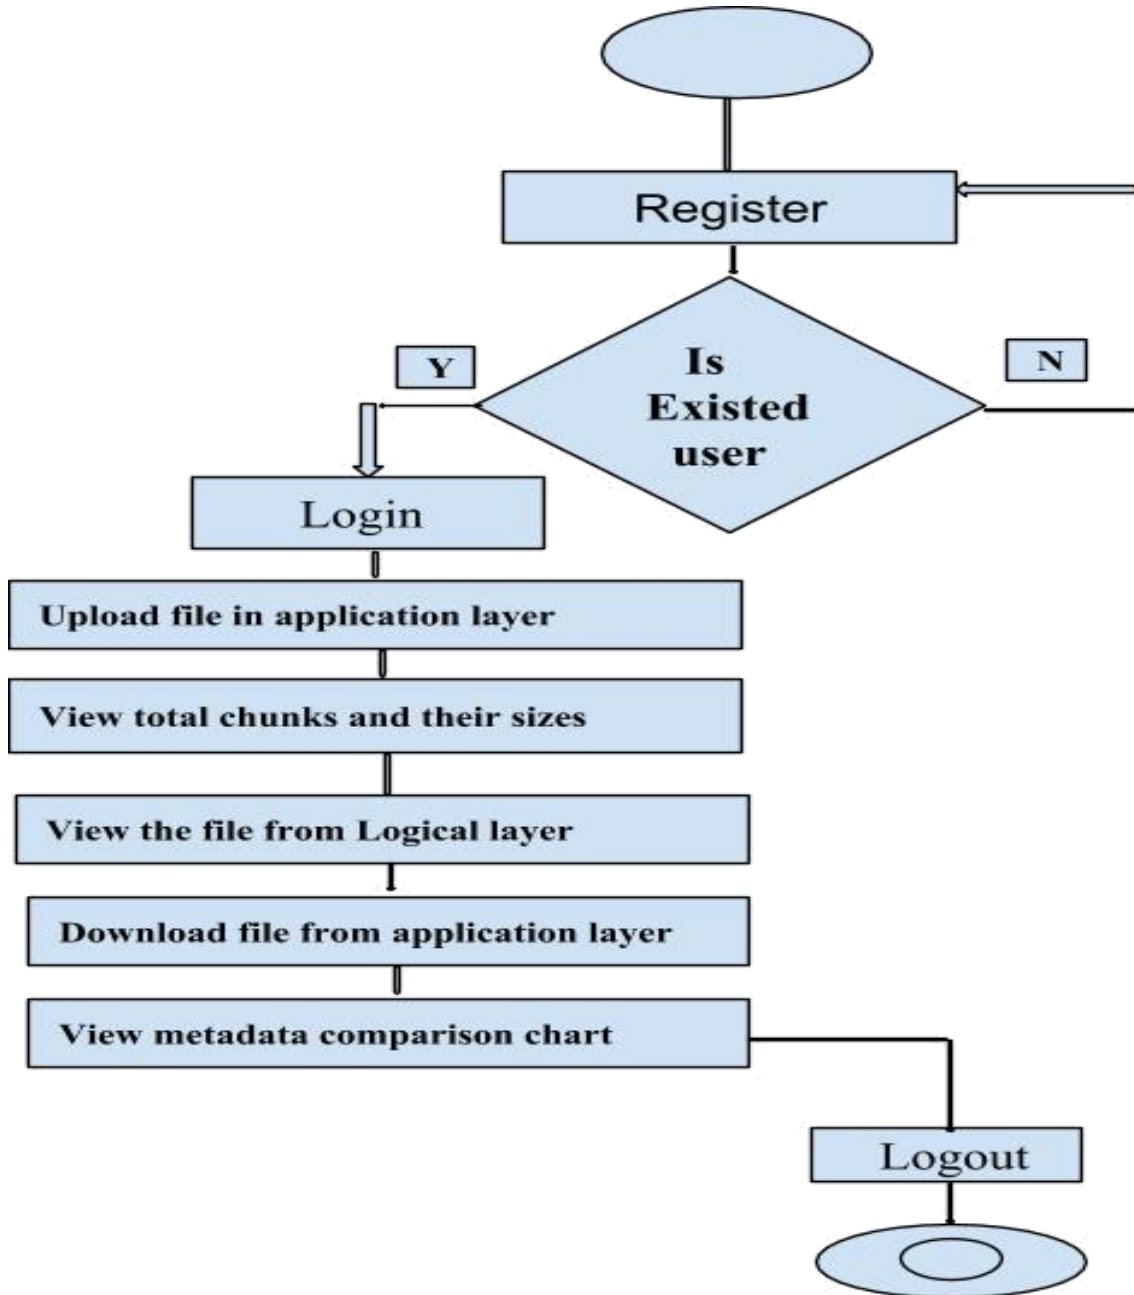 Register
Y
Is
Existed
user
N
Login
Upload file in application layer
View total chunks and their sizes
View the file from Logical layer
Download file from application layer
View metadata comparison chart
Logout